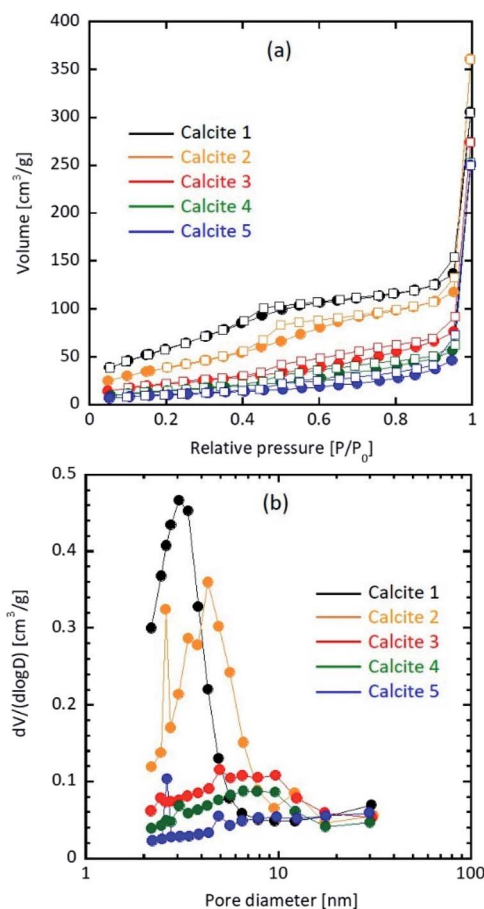 (a)
400
350
300
250
200
150
100
50
0
Volume [cm³/g]
Calcite 1
Calcite 2
Calcite 3
Calcite 4
Calcite 5
0 0.2 0.4 0.6 0.8 1
Relative pressure [P/P₀]
(b)
0.5
0.4
0.3
0.2
0.1
0
dV/(dlogD) [cm³/g]
Calcite 1
Calcite 2
Calcite 3
Calcite 4
Calcite 5
1 10 100
Pore diameter [nm]